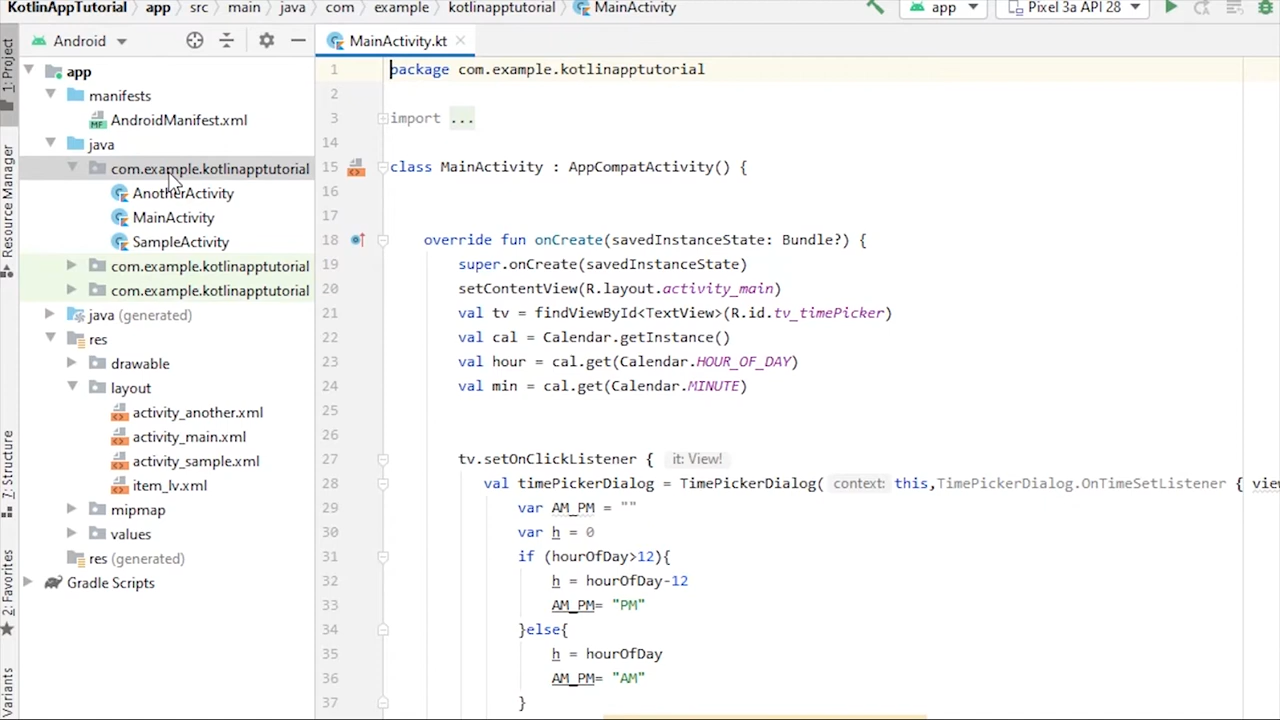 KotlinAppTutorial app src main java com example kotlinapptutorial MainActivity app Pixel 3a API 28
Android
MainActivity.kt
1: Project
Resource Manager
7: Structure
2: Favorites
Variants
app
manifests
AndroidManifest.xml
java
com.example.kotlinapptutorial
AnotherActivity
MainActivity
SampleActivity
com.example.kotlinapptutorial
com.example.kotlinapptutorial
java (generated)
res
drawable
layout
activity_another.xml
activity_main.xml
activity_sample.xml
item_lv.xml
mipmap
values
res (generated)
Gradle Scripts
1 package com.example.kotlinapptutorial
2
3 import ...
14
15 class MainActivity : AppCompatActivity() {
16
17
18 override fun onCreate(savedInstanceState: Bundle?) {
19 super.onCreate(savedInstanceState)
20 setContentView(R.layout.activity_main)
21 val tv = findViewById<TextView>(R.id.tv_timePicker)
22 val cal = Calendar.getInstance()
23 val hour = cal.get(Calendar.HOUR_OF_DAY)
24 val min = cal.get(Calendar.MINUTE)
25
26
27 tv.setOnClickListener { it: View!
28 val timePickerDialog = TimePickerDialog( context: this,TimePickerDialog.OnTimeSetListener { view
29 var AM_PM = ""
30 var h = 0
31 if (hourOfDay>12){
32 h = hourOfDay-12
33 AM_PM= "PM"
34 }else{
35 h = hourOfDay
36 AM_PM= "AM"
37 }